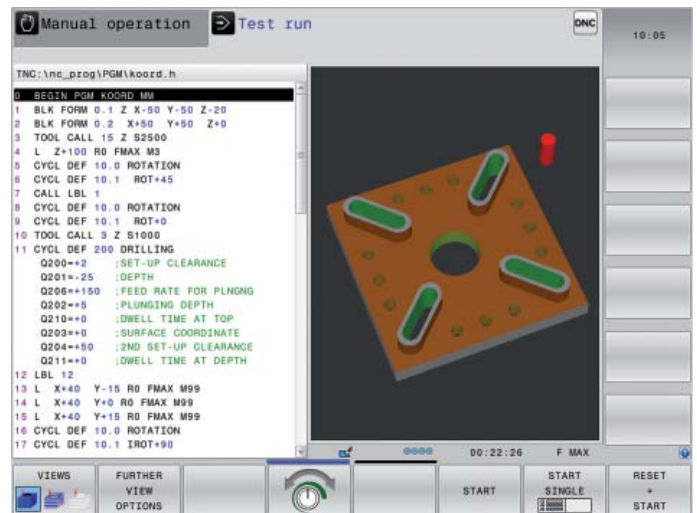 Manual operation
Test run
DNC
10:05
TNC:\nc_prog\PGM\koord.h
0 BEGIN PGM KOORD MM
1 BLK FORM 0.1 Z X-50 Y-50 Z-20
2 BLK FORM 0.2 X+50 Y+50 Z+0
3 TOOL CALL 15 Z S2500
4 L Z+100 R0 FMAX M3
5 CYCL DEF 10.0 ROTATION
6 CYCL DEF 10.1 ROT+45
7 CALL LBL 1
8 CYCL DEF 10.0 ROTATION
9 CYCL DEF 10.1 ROT+0
10 TOOL CALL 3 Z S1000
11 CYCL DEF 200 DRILLING
Q200=+2 ;SET-UP CLEARANCE
Q201=-25 ;DEPTH
Q206=+150 ;FEED RATE FOR PLNGNG
Q202=+5 ;PLUNGING DEPTH
Q210=+0 ;DWELL TIME AT TOP
Q203=+0 ;SURFACE COORDINATE
Q204=+50 ;2ND SET-UP CLEARANCE
Q211=+0 ;DWELL TIME AT DEPTH
12 LBL 12
13 L X+40 Y-15 R0 FMAX M99
14 L X+40 Y+0 R0 FMAX M99
15 L X+40 Y+15 R0 FMAX M99
16 CYCL DEF 10.0 ROTATION
17 CYCL DEF 10.1 IROT+90
00:22:26 F MAX
VIEWS
FURTHER
VIEW
OPTIONS
START
START
SINGLE
RESET
+
START